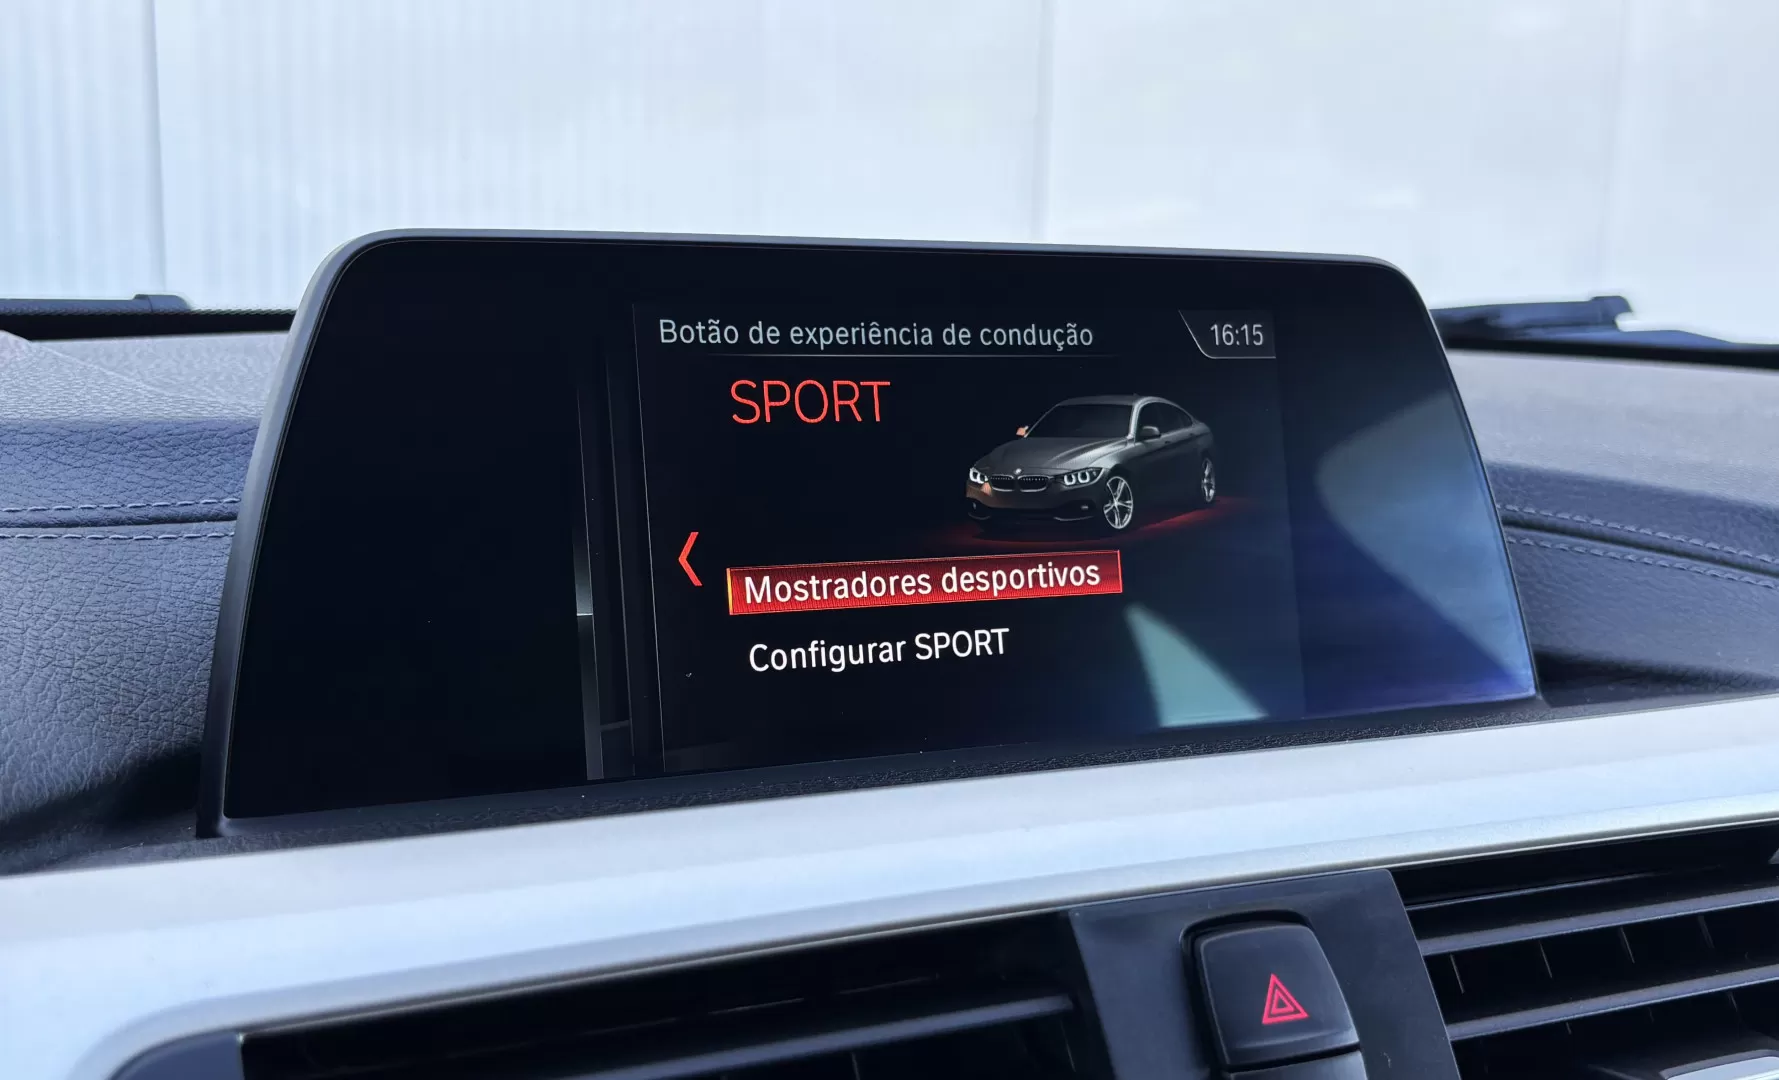 Botão de experiência de condução
16:15
SPORT
Mostradores desportivos
Configurar SPORT